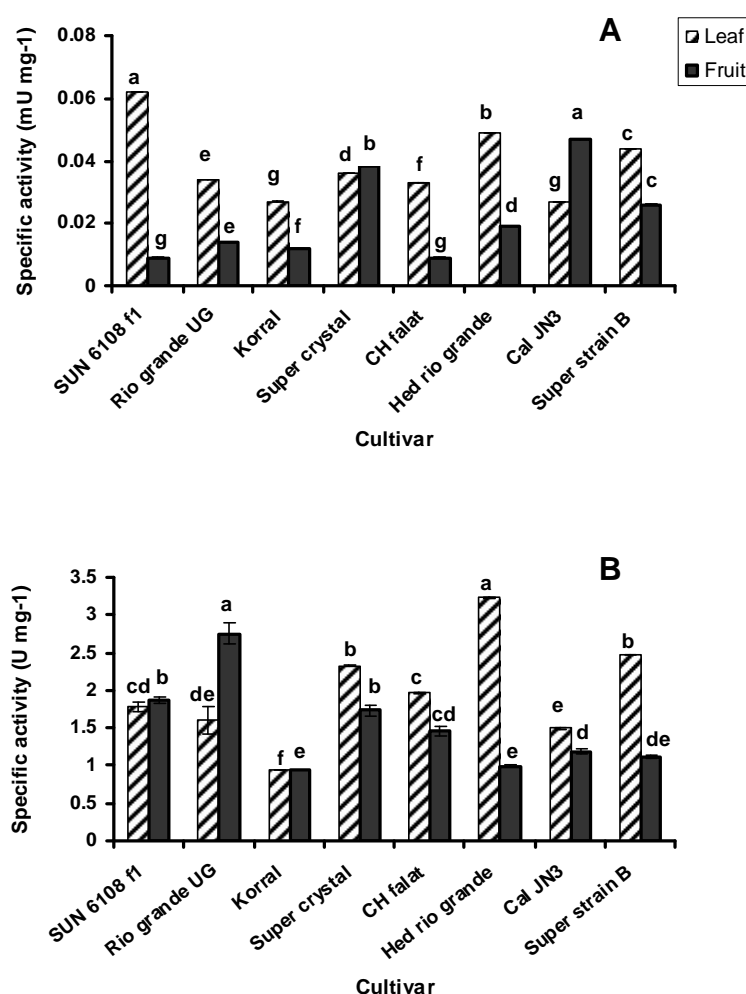 A
Leaf
Fruit
Specific activity (mU mg-1)
0.08
0.06
0.04
0.02
0
a
g
e
e
g
f
d
b
f
g
b
d
g
a
c
c
SUN 6108 f1
Rio grande UG
Korral
Super crystal
CH falat
Hed rio grande
Cal JN3
Super strain B
Cultivar
B
Specific activity (U mg-1)
3.5
3
2.5
2
1.5
1
0.5
0
cd
b
de
a
f
e
b
b
c
cd
a
e
e
d
b
de
SUN 6108 f1
Rio grande UG
Korral
Super crystal
CH falat
Hed rio grande
Cal JN3
Super strain B
Cultivar